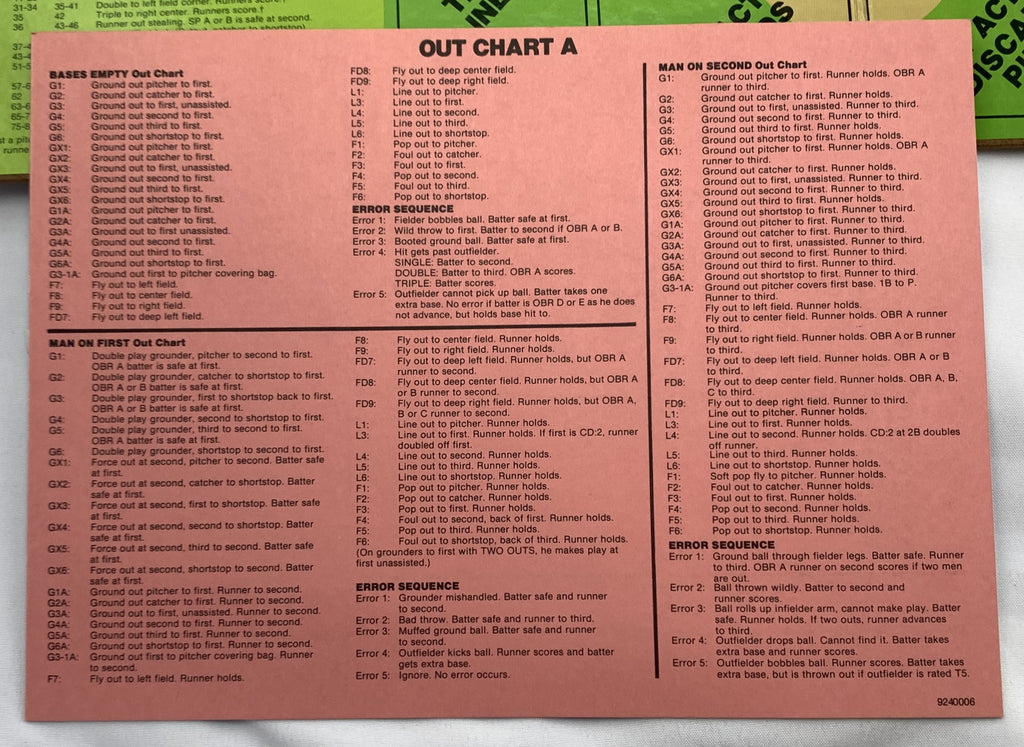 31-34
35
36
35-41
42
43-46
Double to left field corner. Runners score.†
Triple to right center. Runners score.†
Runner out stealing. SP A or B is safe at second.
OUT CHART A
BASES EMPTY Out Chart
G1: Ground out pitcher to first.
G2: Ground out catcher to first.
G3: Ground out to first, unassisted.
G4: Ground out second to first.
G5: Ground out third to first.
G6: Ground out shortstop to first.
GX1: Ground out pitcher to first.
GX2: Ground out catcher to first.
GX3: Ground out to first, unassisted.
GX4: Ground out second to first.
GX5: Ground out third to first.
GX6: Ground out shortstop to first.
G1A: Ground out pitcher to first.
G2A: Ground out catcher to first.
G3A: Ground out to first unassisted.
G4A: Ground out second to first.
G5A: Ground out third to first.
G6A: Ground out shortstop to first.
G3-1A: Ground out first to pitcher covering bag.
F7: Fly out to left field.
F8: Fly out to center field.
F9: Fly out to right field.
FD7: Fly out to deep left field.
FD8: Fly out to deep center field.
FD9: Fly out to deep right field.
L1: Line out to pitcher.
L3: Line out to first.
L4: Line out to second.
L5: Line out to third.
L6: Line out to shortstop.
F1: Pop out to pitcher.
F2: Foul out to catcher.
F3: Foul out to first.
F4: Pop out to second.
F5: Foul out to third.
F6: Pop out to shortstop.
ERROR SEQUENCE
Error 1: Fielder bobbles ball. Batter safe at first.
Error 2: Wild throw to first. Batter to second if OBR A or B.
Error 3: Booted ground ball. Batter safe at first.
Error 4: Hit gets past outfielder.
SINGLE: Batter to second.
DOUBLE: Batter to third. OBR A scores.
TRIPLE: Batter scores.
Error 5: Outfielder cannot pick up ball. Batter takes one
extra base. No error if batter is OBR D or E as he does
not advance, but holds base hit to.
MAN ON FIRST Out Chart
G1: Double play grounder, pitcher to second to first.
OBR A batter is safe at first.
G2: Double play grounder, catcher to shortstop to first.
OBR A or B batter is safe at first.
G3: Double play grounder, first to shortstop back to first.
OBR A or B batter is safe at first.
G4: Double play grounder, second to shortstop to first.
G5: Double play grounder, third to second to first.
OBR A batter is safe at first.
G6: Double play grounder, shortstop to second to first.
GX1: Force out at second, pitcher to second. Batter safe
at first.
GX2: Force out at second, catcher to shortstop. Batter
safe at first.
GX3: Force out at second, first to shortstop. Batter safe
at first.
GX4: Force out at second, second to shortstop. Batter
safe at first.
GX5: Force out at second, third to second. Batter safe
at first.
GX6: Force out at second, shortstop to second. Batter
safe at first.
G1A: Ground out pitcher to first. Runner to second.
G2A: Ground out catcher to first. Runner to second.
G3A: Ground out to first, unassisted. Runner to second.
G4A: Ground out second to first. Runner to second.
G5A: Ground out third to first. Runner to second.
G6A: Ground out shortstop to first. Runner to second.
G3-1A: Ground out first to pitcher covering bag. Runner
to second.
F7: Fly out to left field. Runner holds.
F8: Fly out to center field. Runner holds.
F9: Fly out to right field. Runner holds.
FD7: Fly out to deep left field. Runner holds, but OBR A
runner to second.
FD8: Fly out to deep center field. Runner holds, but OBR A
or B runner to second.
FD9: Fly out to deep right field. Runner holds, but OBR A,
B or C runner to second.
L1: Line out to pitcher. Runner holds.
L3: Line out to first. Runner holds. If first is CD:2, runner
doubled off first.
L4: Line out to second. Runner holds.
L5: Line out to third. Runner holds.
L6: Line out to shortstop. Runner holds.
F1: Pop out to pitcher. Runner holds.
F2: Pop out to catcher. Runner holds.
F3: Pop out to first. Runner holds.
F4: Foul out to second, back of first. Runner holds.
F5: Pop out to third. Runner holds.
F6: Foul out to shortstop, back of third. Runner holds.
(On grounders to first with TWO OUTS, he makes play at
first unassisted.)
ERROR SEQUENCE
Error 1: Grounder mishandled. Batter safe and runner
to second.
Error 2: Bad throw. Batter safe and runner to third.
Error 3: Muffed ground ball. Batter safe and runner
to second.
Error 4: Outfielder kicks ball. Runner scores and batter
gets extra base.
Error 5: Ignore. No error occurs.
MAN ON SECOND Out Chart
G1: Ground out pitcher to first. Runner holds. OBR A
runner to third.
G2: Ground out catcher to first. Runner holds.
G3: Ground out to first, unassisted. Runner to third.
G4: Ground out second to first. Runner to third.
G5: Ground out third to first. Runner holds.
G6: Ground out shortstop to first. Runner holds.
GX1: Ground out pitcher to first. Runner holds. OBR A
runner to third.
GX2: Ground out catcher to first. Runner holds.
GX3: Ground out to first, unassisted. Runner to third.
GX4: Ground out second to first. Runner to third.
GX5: Ground out third to first. Runner holds.
GX6: Ground out shortstop to first. Runner to third.
G1A: Ground out pitcher to first. Runner to third.
G2A: Ground out catcher to first. Runner to third.
G3A: Ground out to first, unassisted. Runner to third.
G4A: Ground out second to first. Runner to third.
G5A: Ground out third to first. Runner to third.
G6A: Ground out shortstop to first. Runner to third.
G3-1A: Ground out pitcher covers first base. 1B to P.
Runner to third.
F7: Fly out to left field. Runner holds.
F8: Fly out to center field. Runner holds. OBR A runner
to third.
F9: Fly out to right field. Runner holds. OBR A or B runner
to third.
FD7: Fly out to deep left field. Runner holds. OBR A or B
to third.
FD8: Fly out to deep center field. Runner holds. OBR A, B,
C to third.
FD9: Fly out to deep right field. Runner to third.
L1: Line out to pitcher. Runner holds.
L3: Line out to first. Runner holds.
L4: Line out to second. Runner holds. CD:2 at 2B doubles
off runner.
L5: Line out to third. Runner holds.
L6: Line out to shortstop. Runner holds.
F1: Soft pop fly to pitcher. Runner holds.
F2: Foul out to catcher. Runner holds.
F3: Foul out to first. Runner holds.
F4: Pop out to second. Runner holds.
F5: Pop out to third. Runner holds.
F6: Pop out to shortstop. Runner holds.
ERROR SEQUENCE
Error 1: Ground ball through fielder legs. Batter safe. Runner
to third. OBR A runner on second scores if two men
are out.
Error 2: Ball thrown wildly. Batter to second and
runner scores.
Error 3: Ball rolls up infielder arm, cannot make play. Batter
safe. Runner holds. If two outs, runner advances
to third.
Error 4: Outfielder drops ball. Cannot find it. Batter takes
extra base and runner scores.
Error 5: Outfielder bobbles ball. Runner scores. Batter takes
extra base, but is thrown out if outfielder is rated T5.
9240006